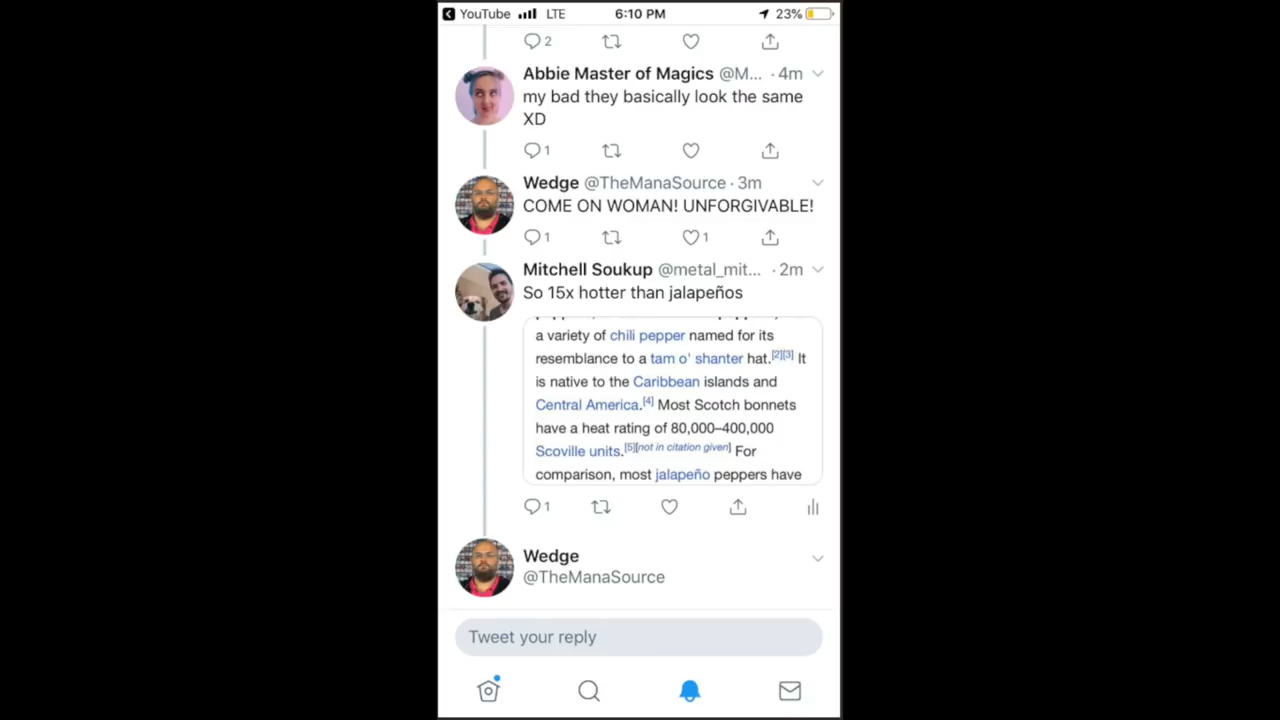 YouTube LTE 6:10 PM 23%
2
Abbie Master of Magics @M... · 4m
my bad they basically look the same
XD
1
Wedge @TheManaSource · 3m
COME ON WOMAN! UNFORGIVABLE!
1 1
Mitchell Soukup @metal_mit... · 2m
So 15x hotter than jalapeños
a variety of chili pepper named for its
resemblance to a tam o' shanter hat.[2][3] It
is native to the Caribbean islands and
Central America.[4] Most Scotch bonnets
have a heat rating of 80,000–400,000
Scoville units.[5][not in citation given] For
comparison, most jalapeño peppers have
1
Wedge
@TheManaSource
Tweet your reply